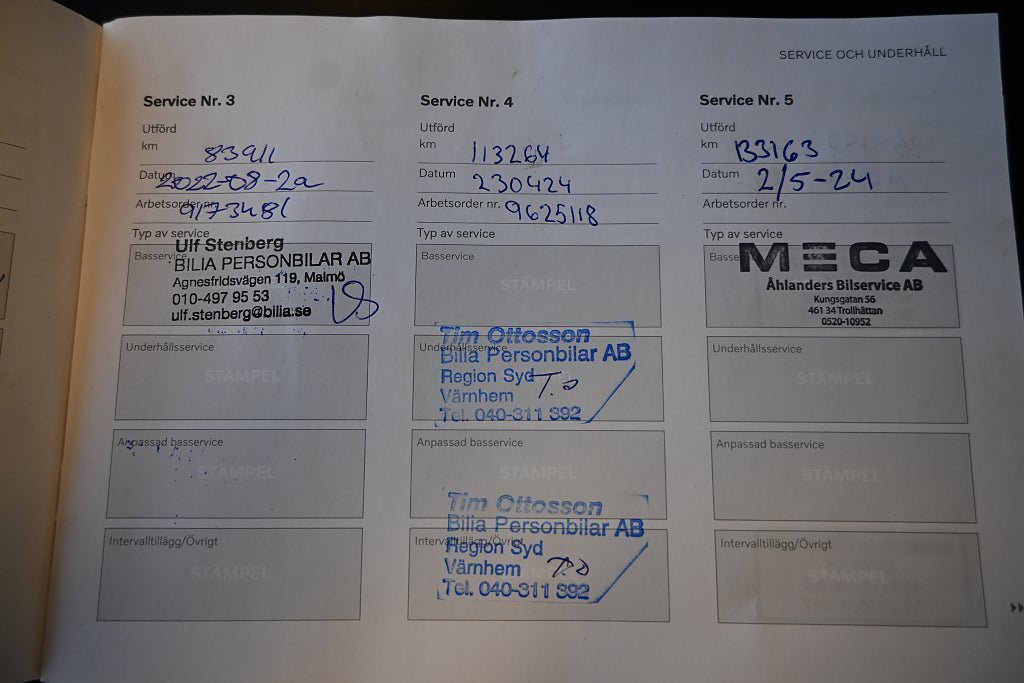 SERVICE OCH UNDERHÅLL
Service Nr. 3
Utförd
km 83911
Datum 2022-08-29
Arbetsorder nr. 9173481
Typ av service
Basservice
Ulf Stenberg
BILIA PERSONBILAR AB
Agnesfridsvägen 119, Malmö
010-497 95 53
ulf.stenberg@bilia.se
Underhållsservice
STÄMPEL
Anpassad basservice
STÄMPEL
Intervalltillägg/Övrigt
STÄMPEL
Service Nr. 4
Utförd
km 113264
Datum 230424
Arbetsorder nr. 9625118
Typ av service
Basservice
STÄMPEL
Underhållsservice
Tim Ottosson
Bilia Personbilar AB
Region Syd
Värnhem T.O
Tel. 040-311 392
Anpassad basservice
STÄMPEL
Intervalltillägg/Övrigt
Tim Ottosson
Bilia Personbilar AB
Region Syd
Värnhem T.O
Tel. 040-311 392
Service Nr. 5
Utförd
km 133163
Datum 2/5-24
Arbetsorder nr.
Typ av service
Basse
MECA
Åhlanders Bilservice AB
Kungsgatan 56
461 34 Trollhättan
0520-10952
Underhållsservice
STÄMPEL
Anpassad basservice
STÄMPEL
Intervalltillägg/Övrigt
STÄMPEL